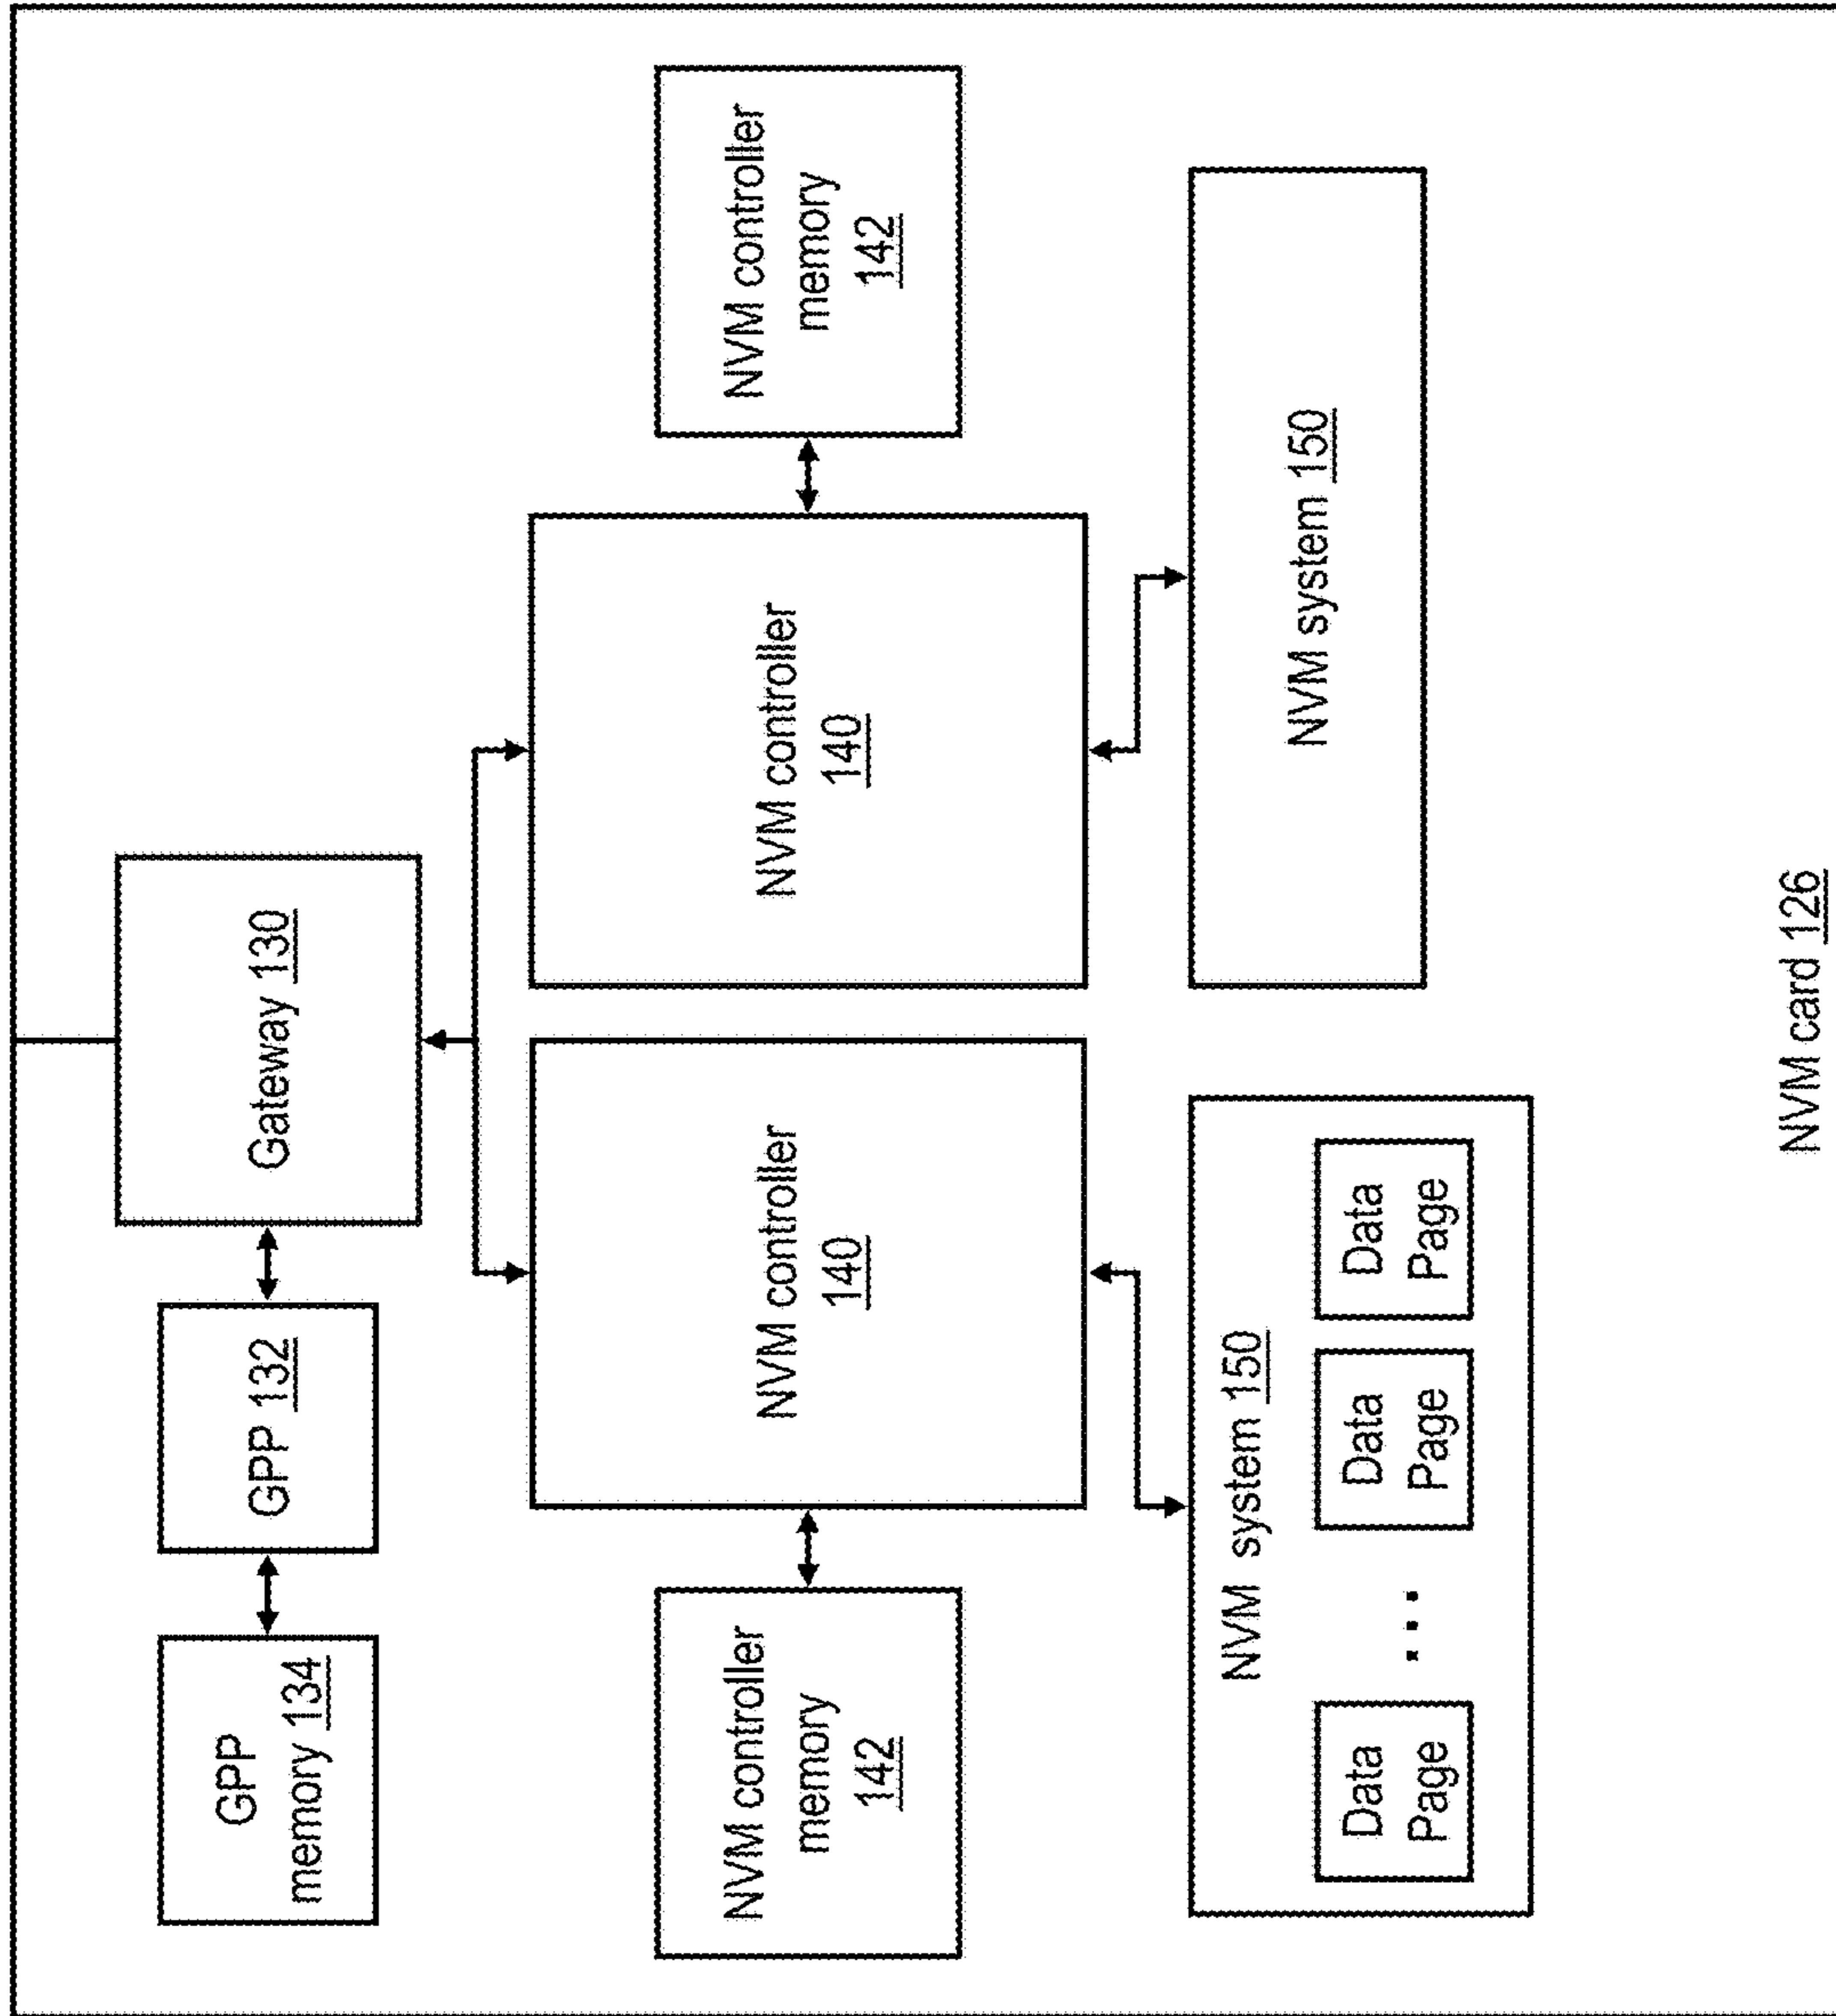 GPP
memory 134
GPP 132
Gateway 130
NVM controller
memory
142
NVM controller
140
NVM controller
140
NVM controller
memory
142
NVM system 150
Data
Page
...
Data
Page
Data
Page
NVM system 150
NVM card 126